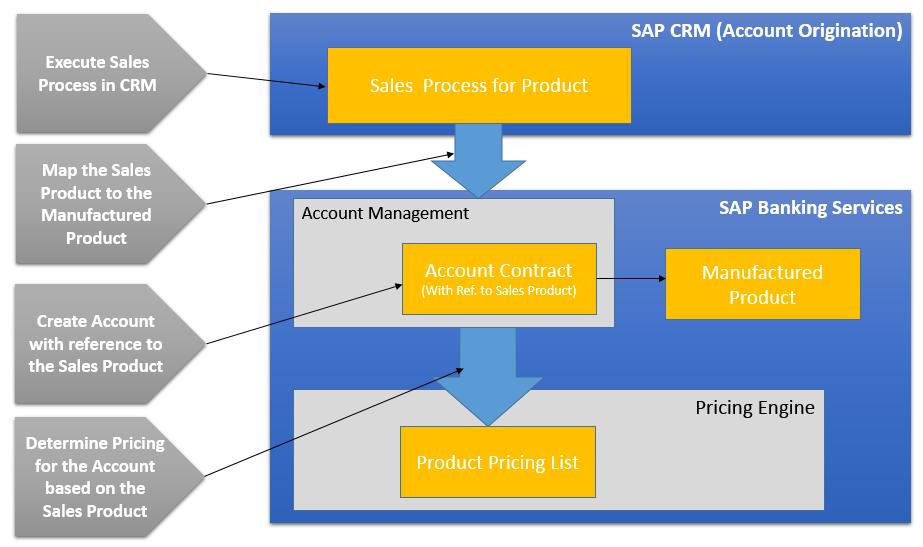 Execute Sales
Process in CRM
SAP CRM (Account Origination)
Sales Process for Product
Map the Sales
Product to the
Manufactured
Product
SAP Banking Services
Account Management
Account Contract
(With Ref. to Sales Product)
Manufactured
Product
Create Account
with reference to
the Sales Product
Pricing Engine
Determine Pricing
for the Account
based on the
Sales Product
Product Pricing List